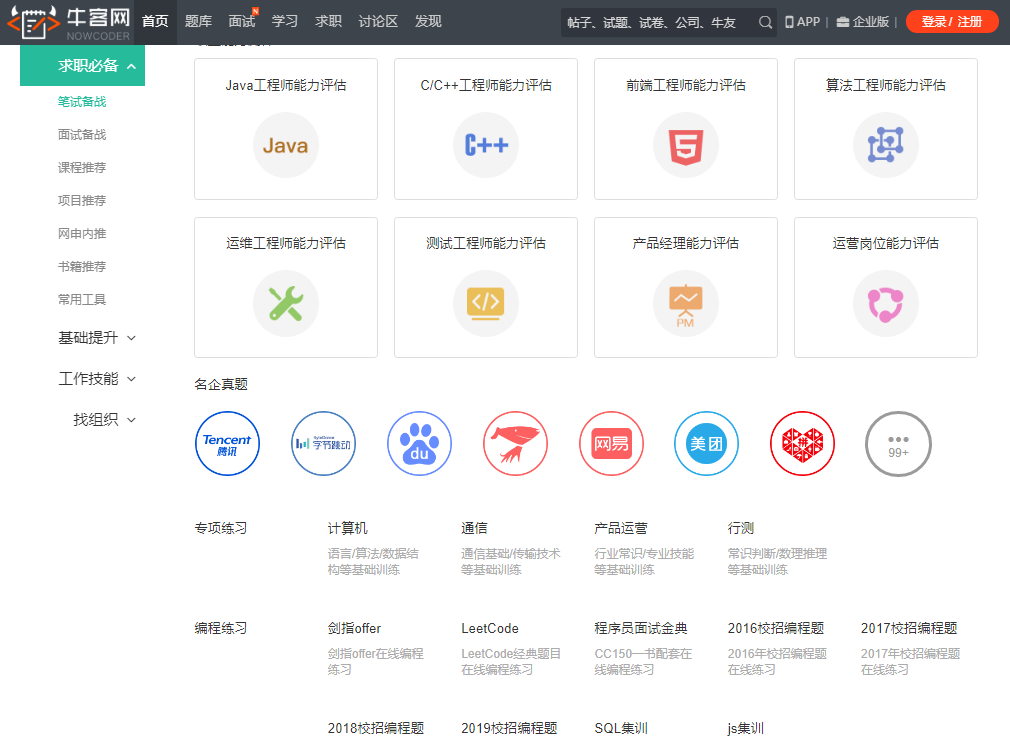 牛客网
NOWCODER
首页 题库 面试 N 学习 求职 讨论区 发现
帖子、试题、试卷、公司、牛友
APP | 企业版 | 登录 / 注册
求职必备
笔试备战
面试备战
课程推荐
项目推荐
网申内推
书籍推荐
常用工具
基础提升
工作技能
找组织
Java工程师能力评估 C/C++工程师能力评估 前端工程师能力评估 算法工程师能力评估
Java C++ 5
运维工程师能力评估 测试工程师能力评估 产品经理能力评估 运营岗位能力评估
</>
PM
名企真题
Tencent
腾讯
ByteDance
字节跳动
du
网易
美团
拼
99+
专项练习 计算机 通信 产品运营 行测
语言/算法/数据结 通信基础/传输技术 行业常识/专业技能 常识判断/数理推理
构等基础训练 等基础训练 等基础训练 等基础训练
编程练习 剑指offer LeetCode 程序员面试金典 2016校招编程题 2017校招编程题
剑指offer在线编程 LeetCode经典题目 CC150一书配套在 2016年校招编程题 2017年校招编程题
练习 在线编程练习 线编程练习 在线练习 在线练习
2018校招编程题 2019校招编程题 SQL集训 js集训